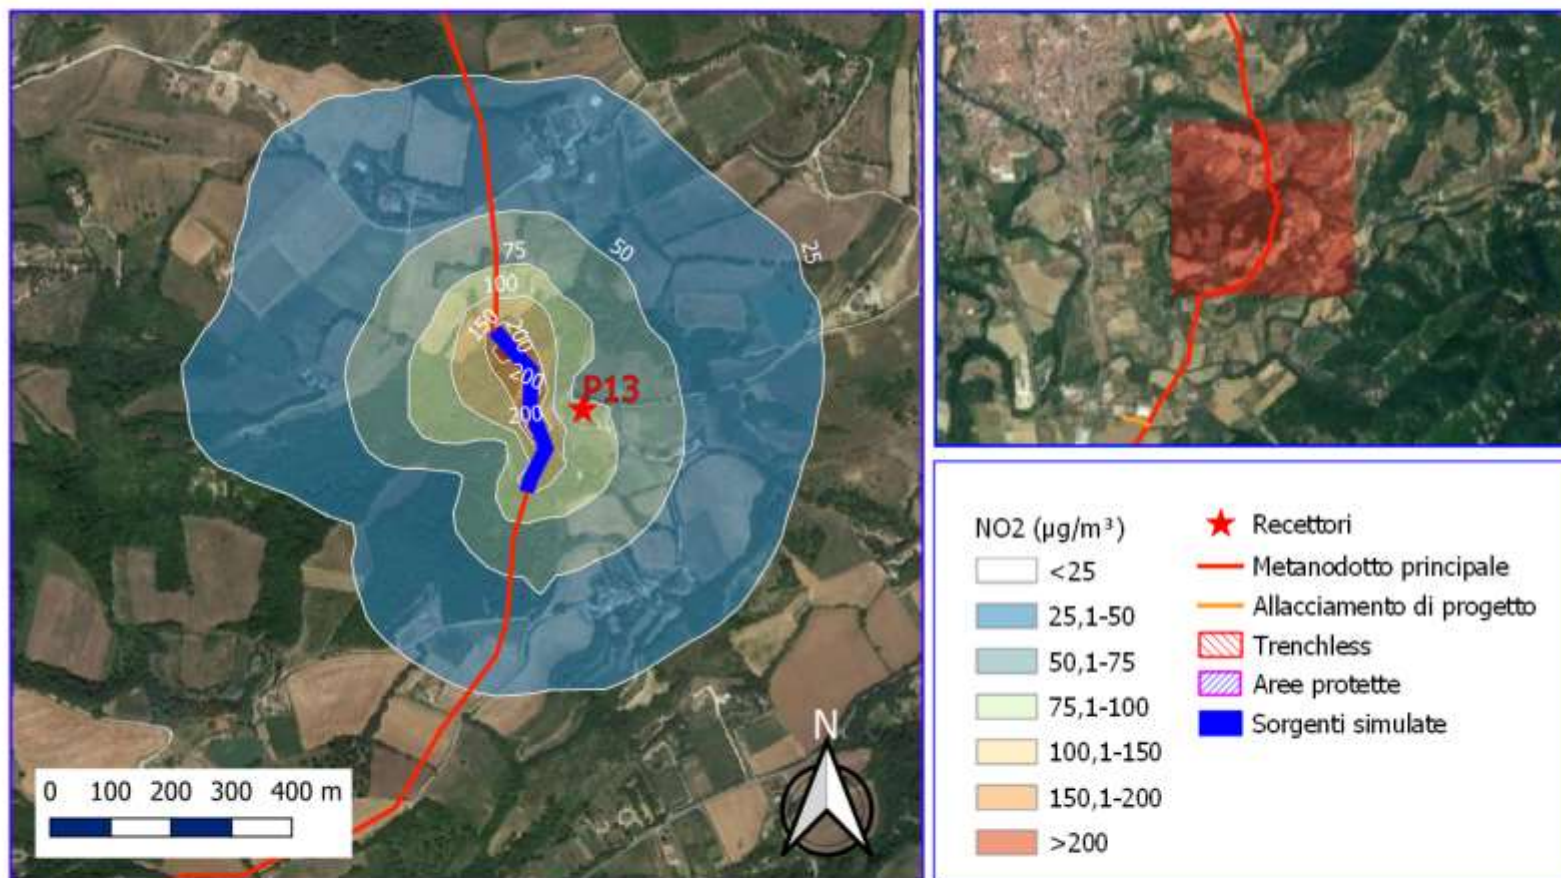 25
50
75
100
150
200
200
200
P13
N
0 100 200 300 400 m
NO2 (µg/m³)
<25
25,1-50
50,1-75
75,1-100
100,1-150
150,1-200
>200
Recettori
Metanodotto principale
Allacciamento di progetto
Trenchless
Aree protette
Sorgenti simulate